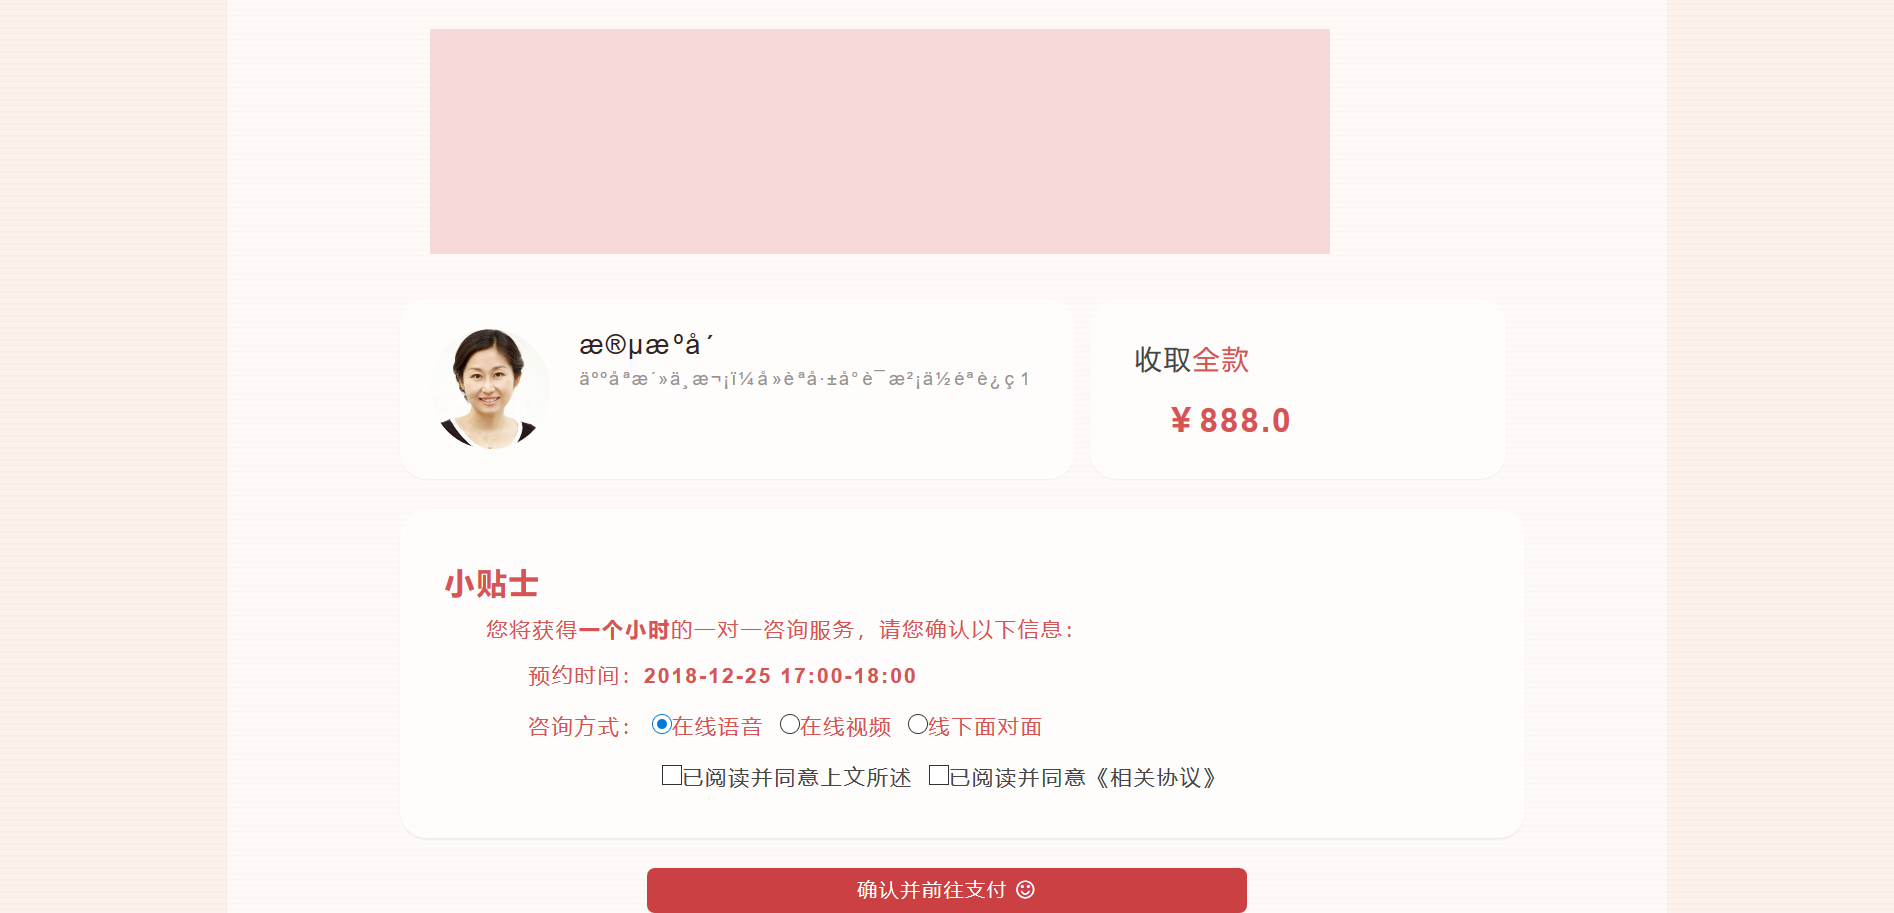 æ®µæºå´
äººåªæ´»ä¸æ¬¡ï¼å»èªå·±å°è¯æ²¡ä½éªè¿ç1
收取全款
¥888.0
小贴士
您将获得一个小时的一对一咨询服务，请您确认以下信息：
预约时间：2018-12-25 17:00-18:00
咨询方式： 在线语音 在线视频 线下面对面
已阅读并同意上文所述 已阅读并同意《相关协议》
确认并前往支付